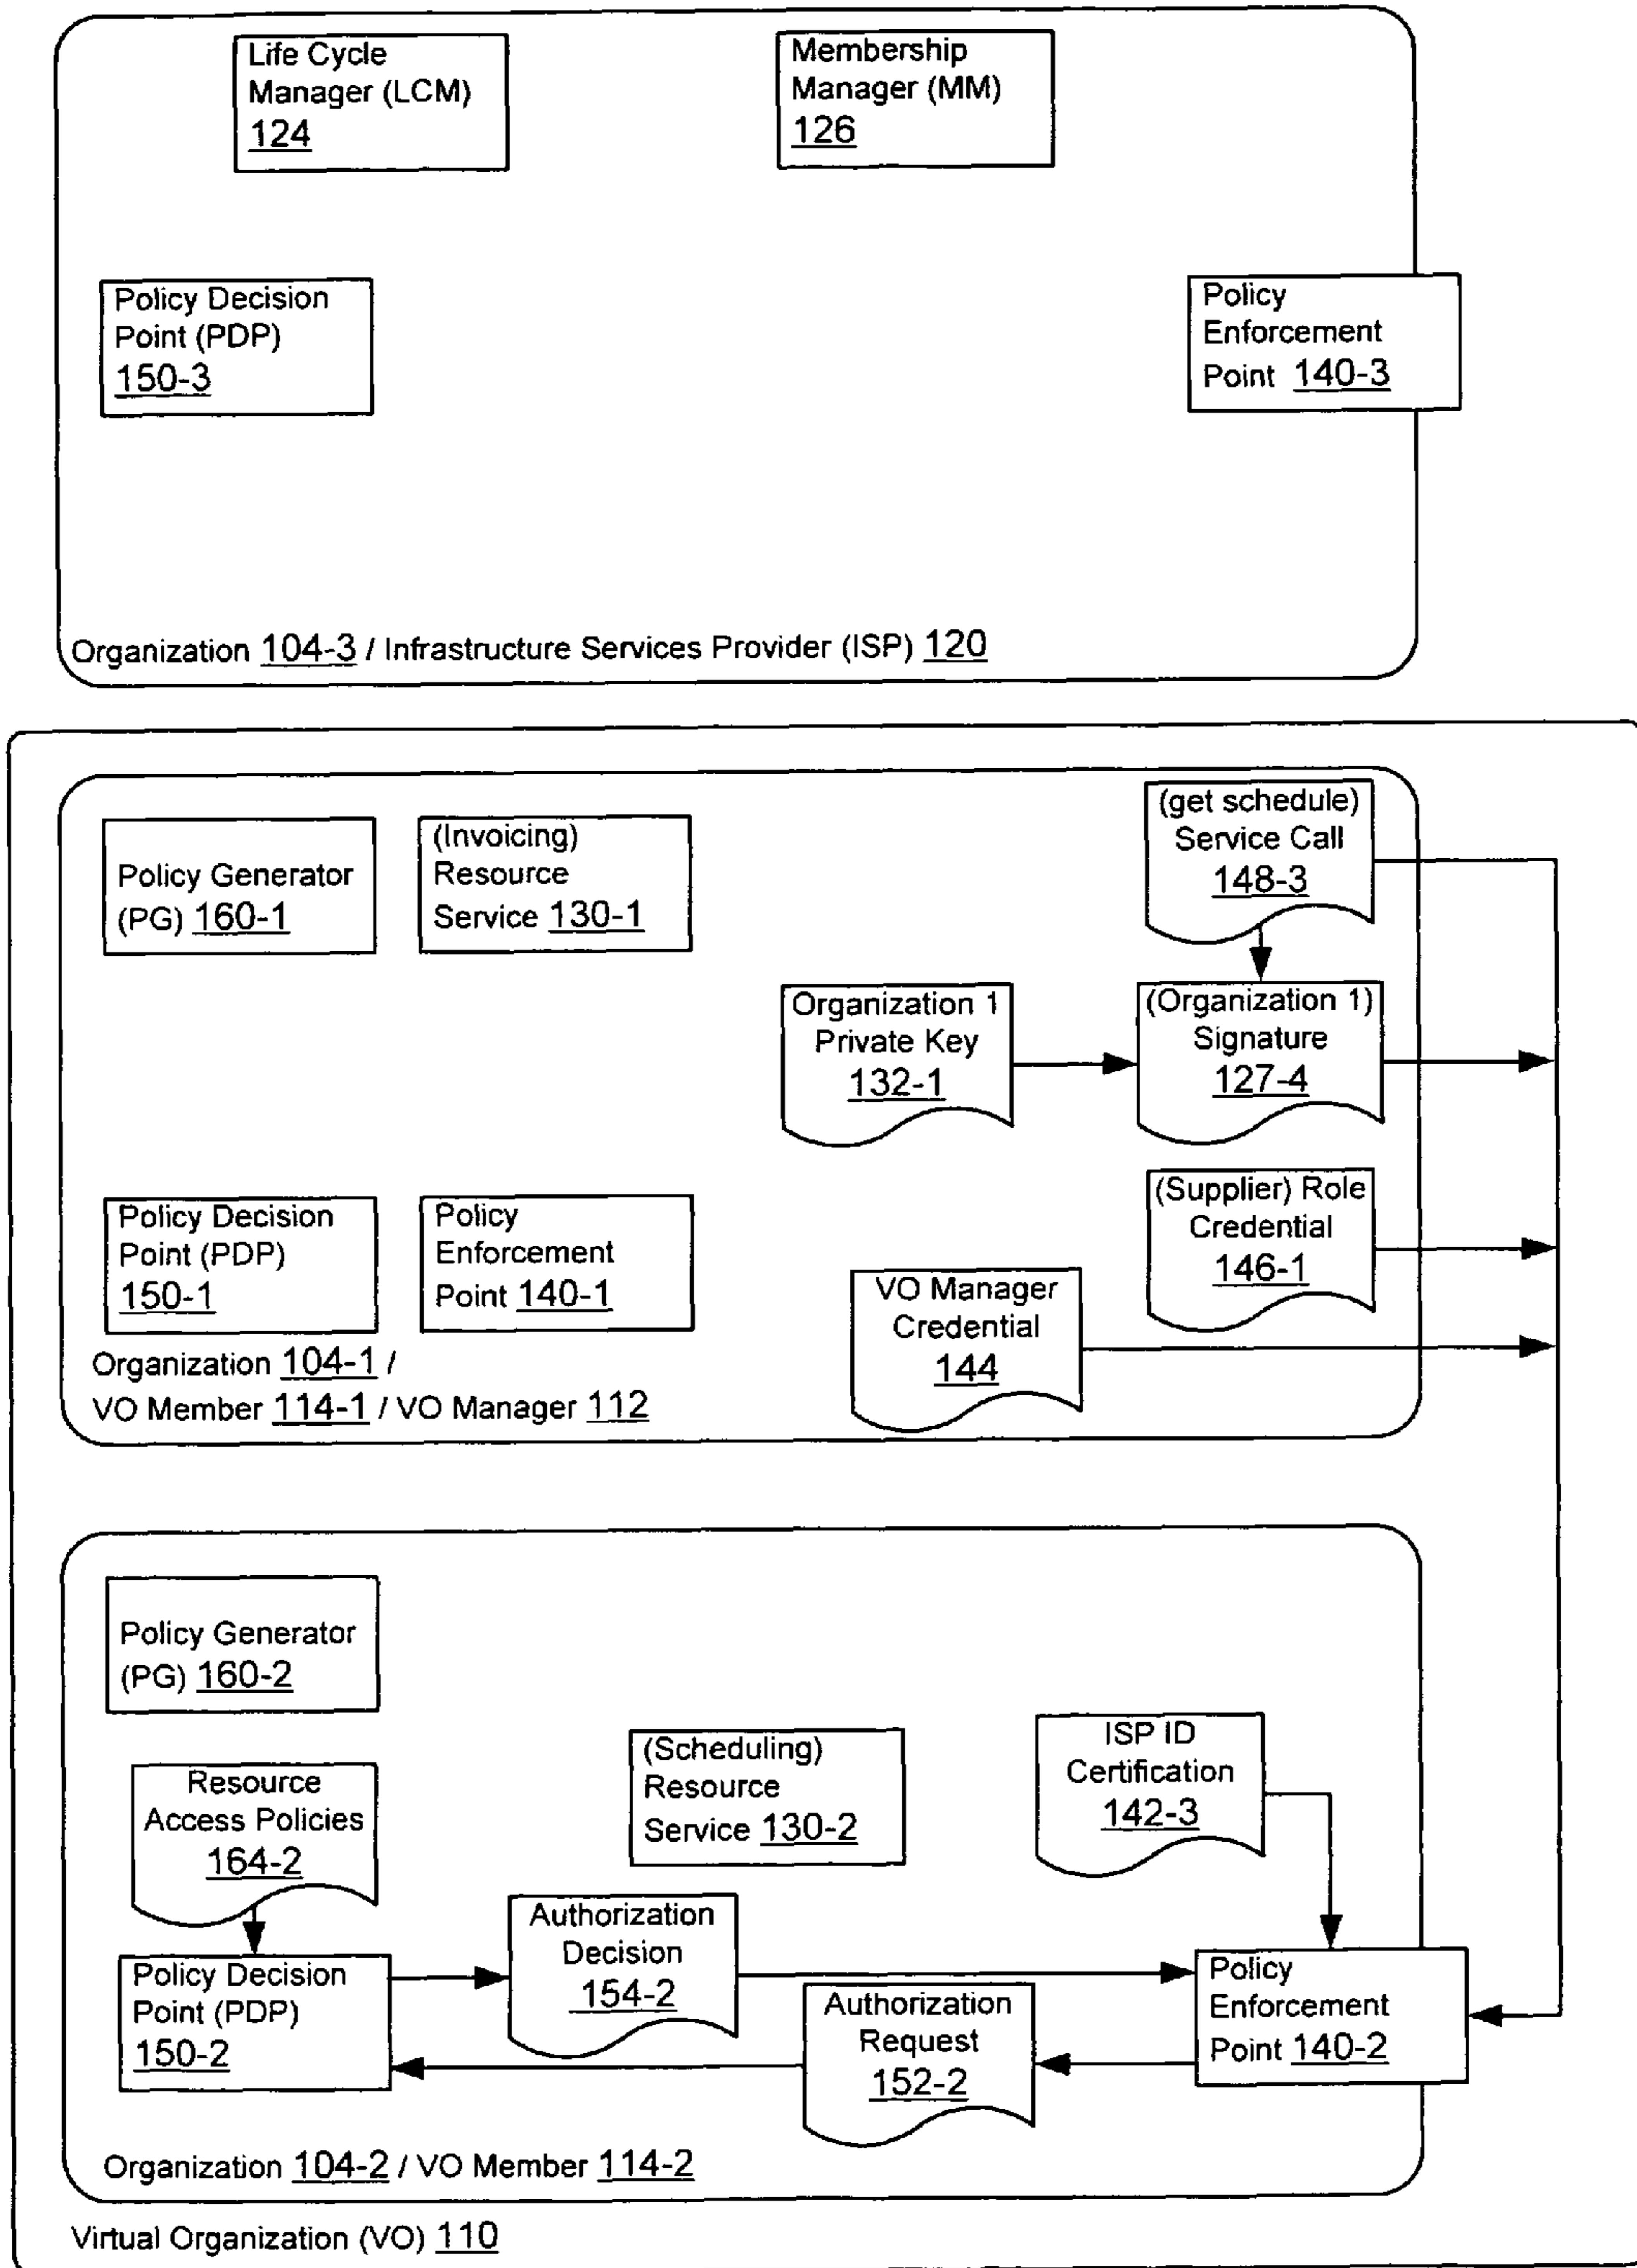 Life Cycle
Manager (LCM)
124
Membership
Manager (MM)
126
Policy Decision
Point (PDP)
150-3
Policy
Enforcement
Point 140-3
Organization 104-3 / Infrastructure Services Provider (ISP) 120
Policy Generator
(PG) 160-1
(Invoicing)
Resource
Service 130-1
(get schedule)
Service Call
148-3
Organization 1
Private Key
132-1
(Organization 1)
Signature
127-4
Policy Decision
Point (PDP)
150-1
Policy
Enforcement
Point 140-1
(Supplier) Role
Credential
146-1
VO Manager
Credential
144
Organization 104-1 /
VO Member 114-1 / VO Manager 112
Policy Generator
(PG) 160-2
Resource
Access Policies
164-2
(Scheduling)
Resource
Service 130-2
ISP ID
Certification
142-3
Policy Decision
Point (PDP)
150-2
Authorization
Decision
154-2
Authorization
Request
152-2
Policy
Enforcement
Point 140-2
Organization 104-2 / VO Member 114-2
Virtual Organization (VO) 110